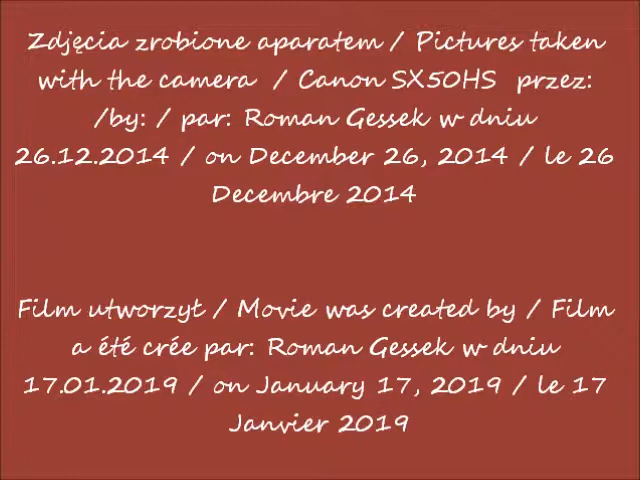 Zdjęcia zrobione aparatem / Pictures taken
with the camera / Canon SX50HS przez:
/by: / par: Roman Gessek w dniu
26.12.2014 / on December 26, 2014 / le 26
Decembre 2014
Film utworzył / Movie was created by / Film
a été crée par: Roman Gessek w dniu
17.01.2019 / on January 17, 2019 / le 17
Janvier 2019